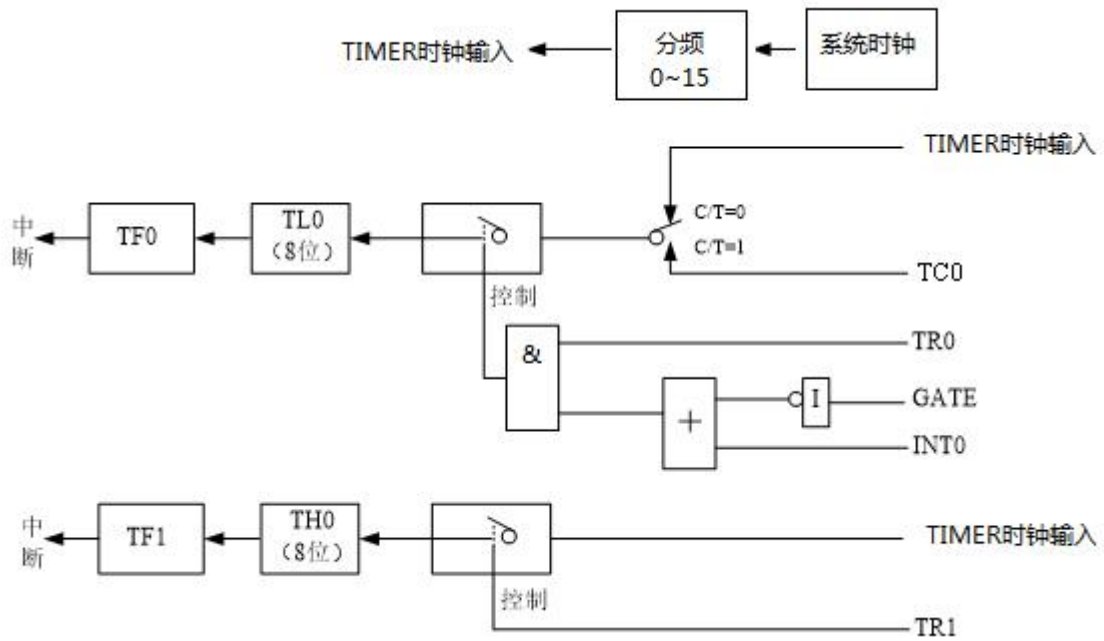 TIMER时钟输入
分频
0~15
系统时钟
TIMER时钟输入
C/T=0
C/T=1
TC0
中
断
TF0
TL0
(8位)
控制
&
TR0
+
I
GATE
INT0
中
断
TF1
TH0
(8位)
TIMER时钟输入
控制
TR1